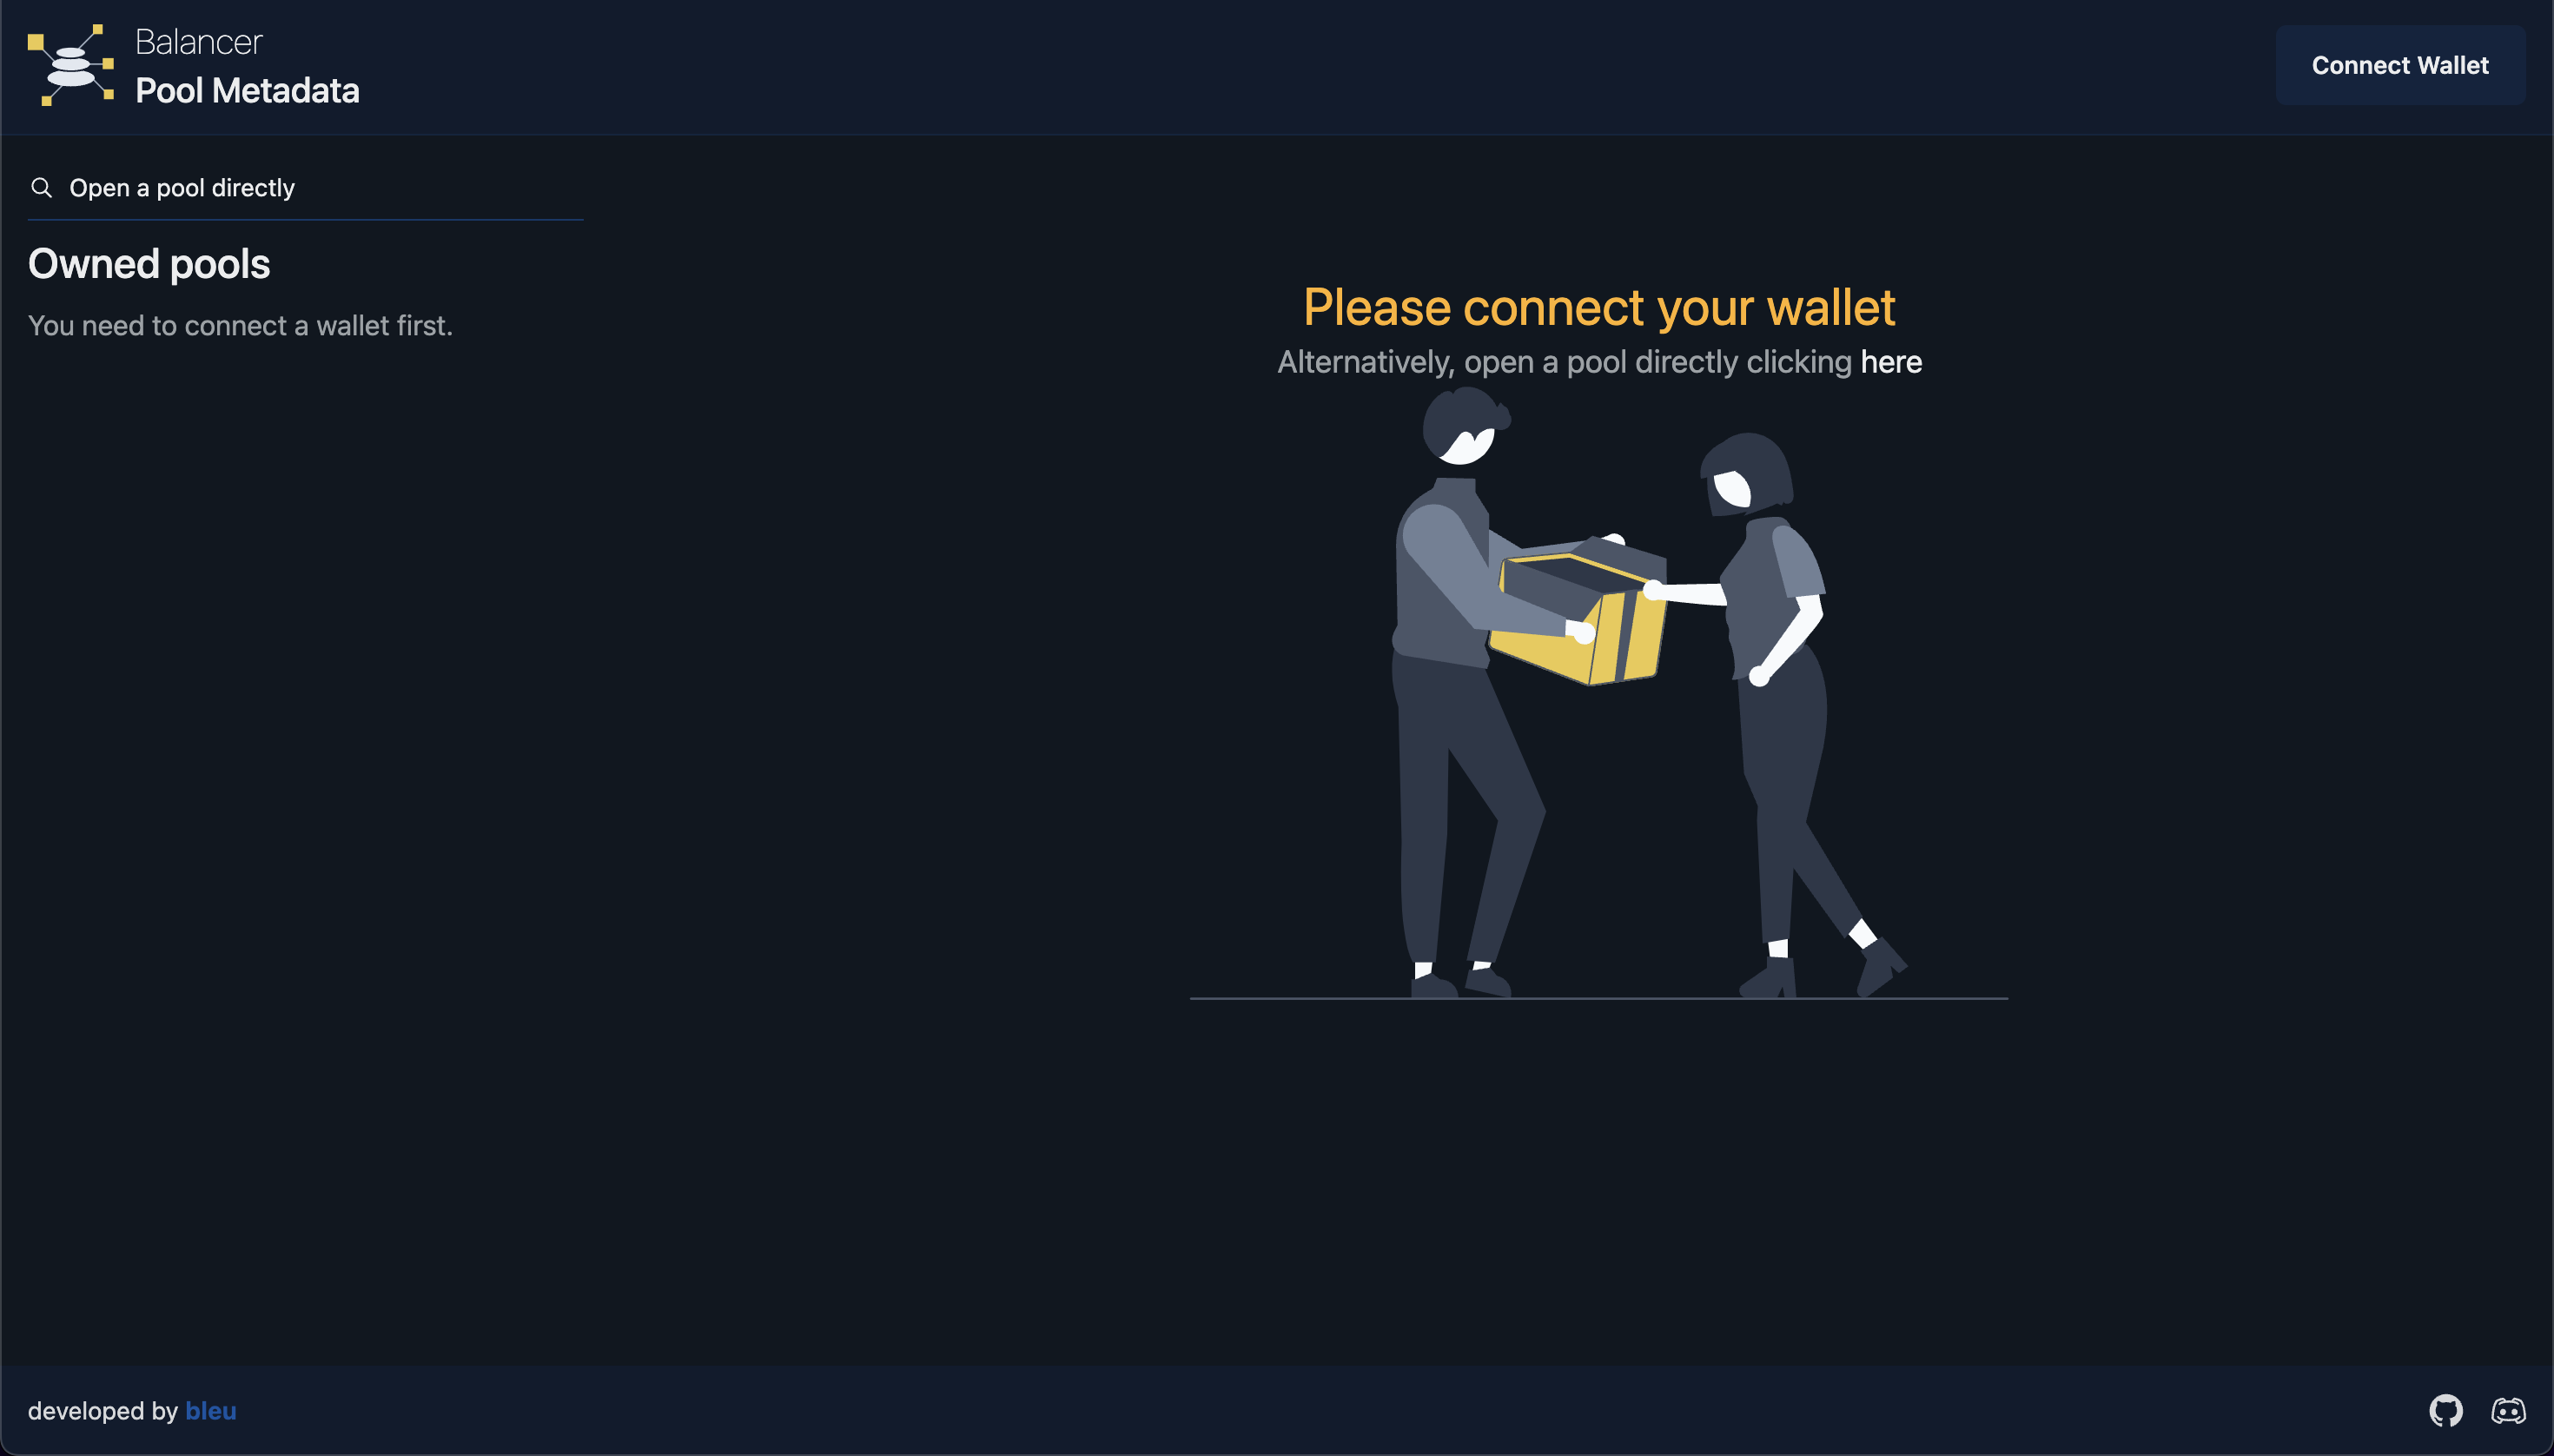 Balancer
Pool Metadata
Connect Wallet
Open a pool directly
Owned pools
You need to connect a wallet first.
Please connect your wallet
Alternatively, open a pool directly clicking here
developed by bleu